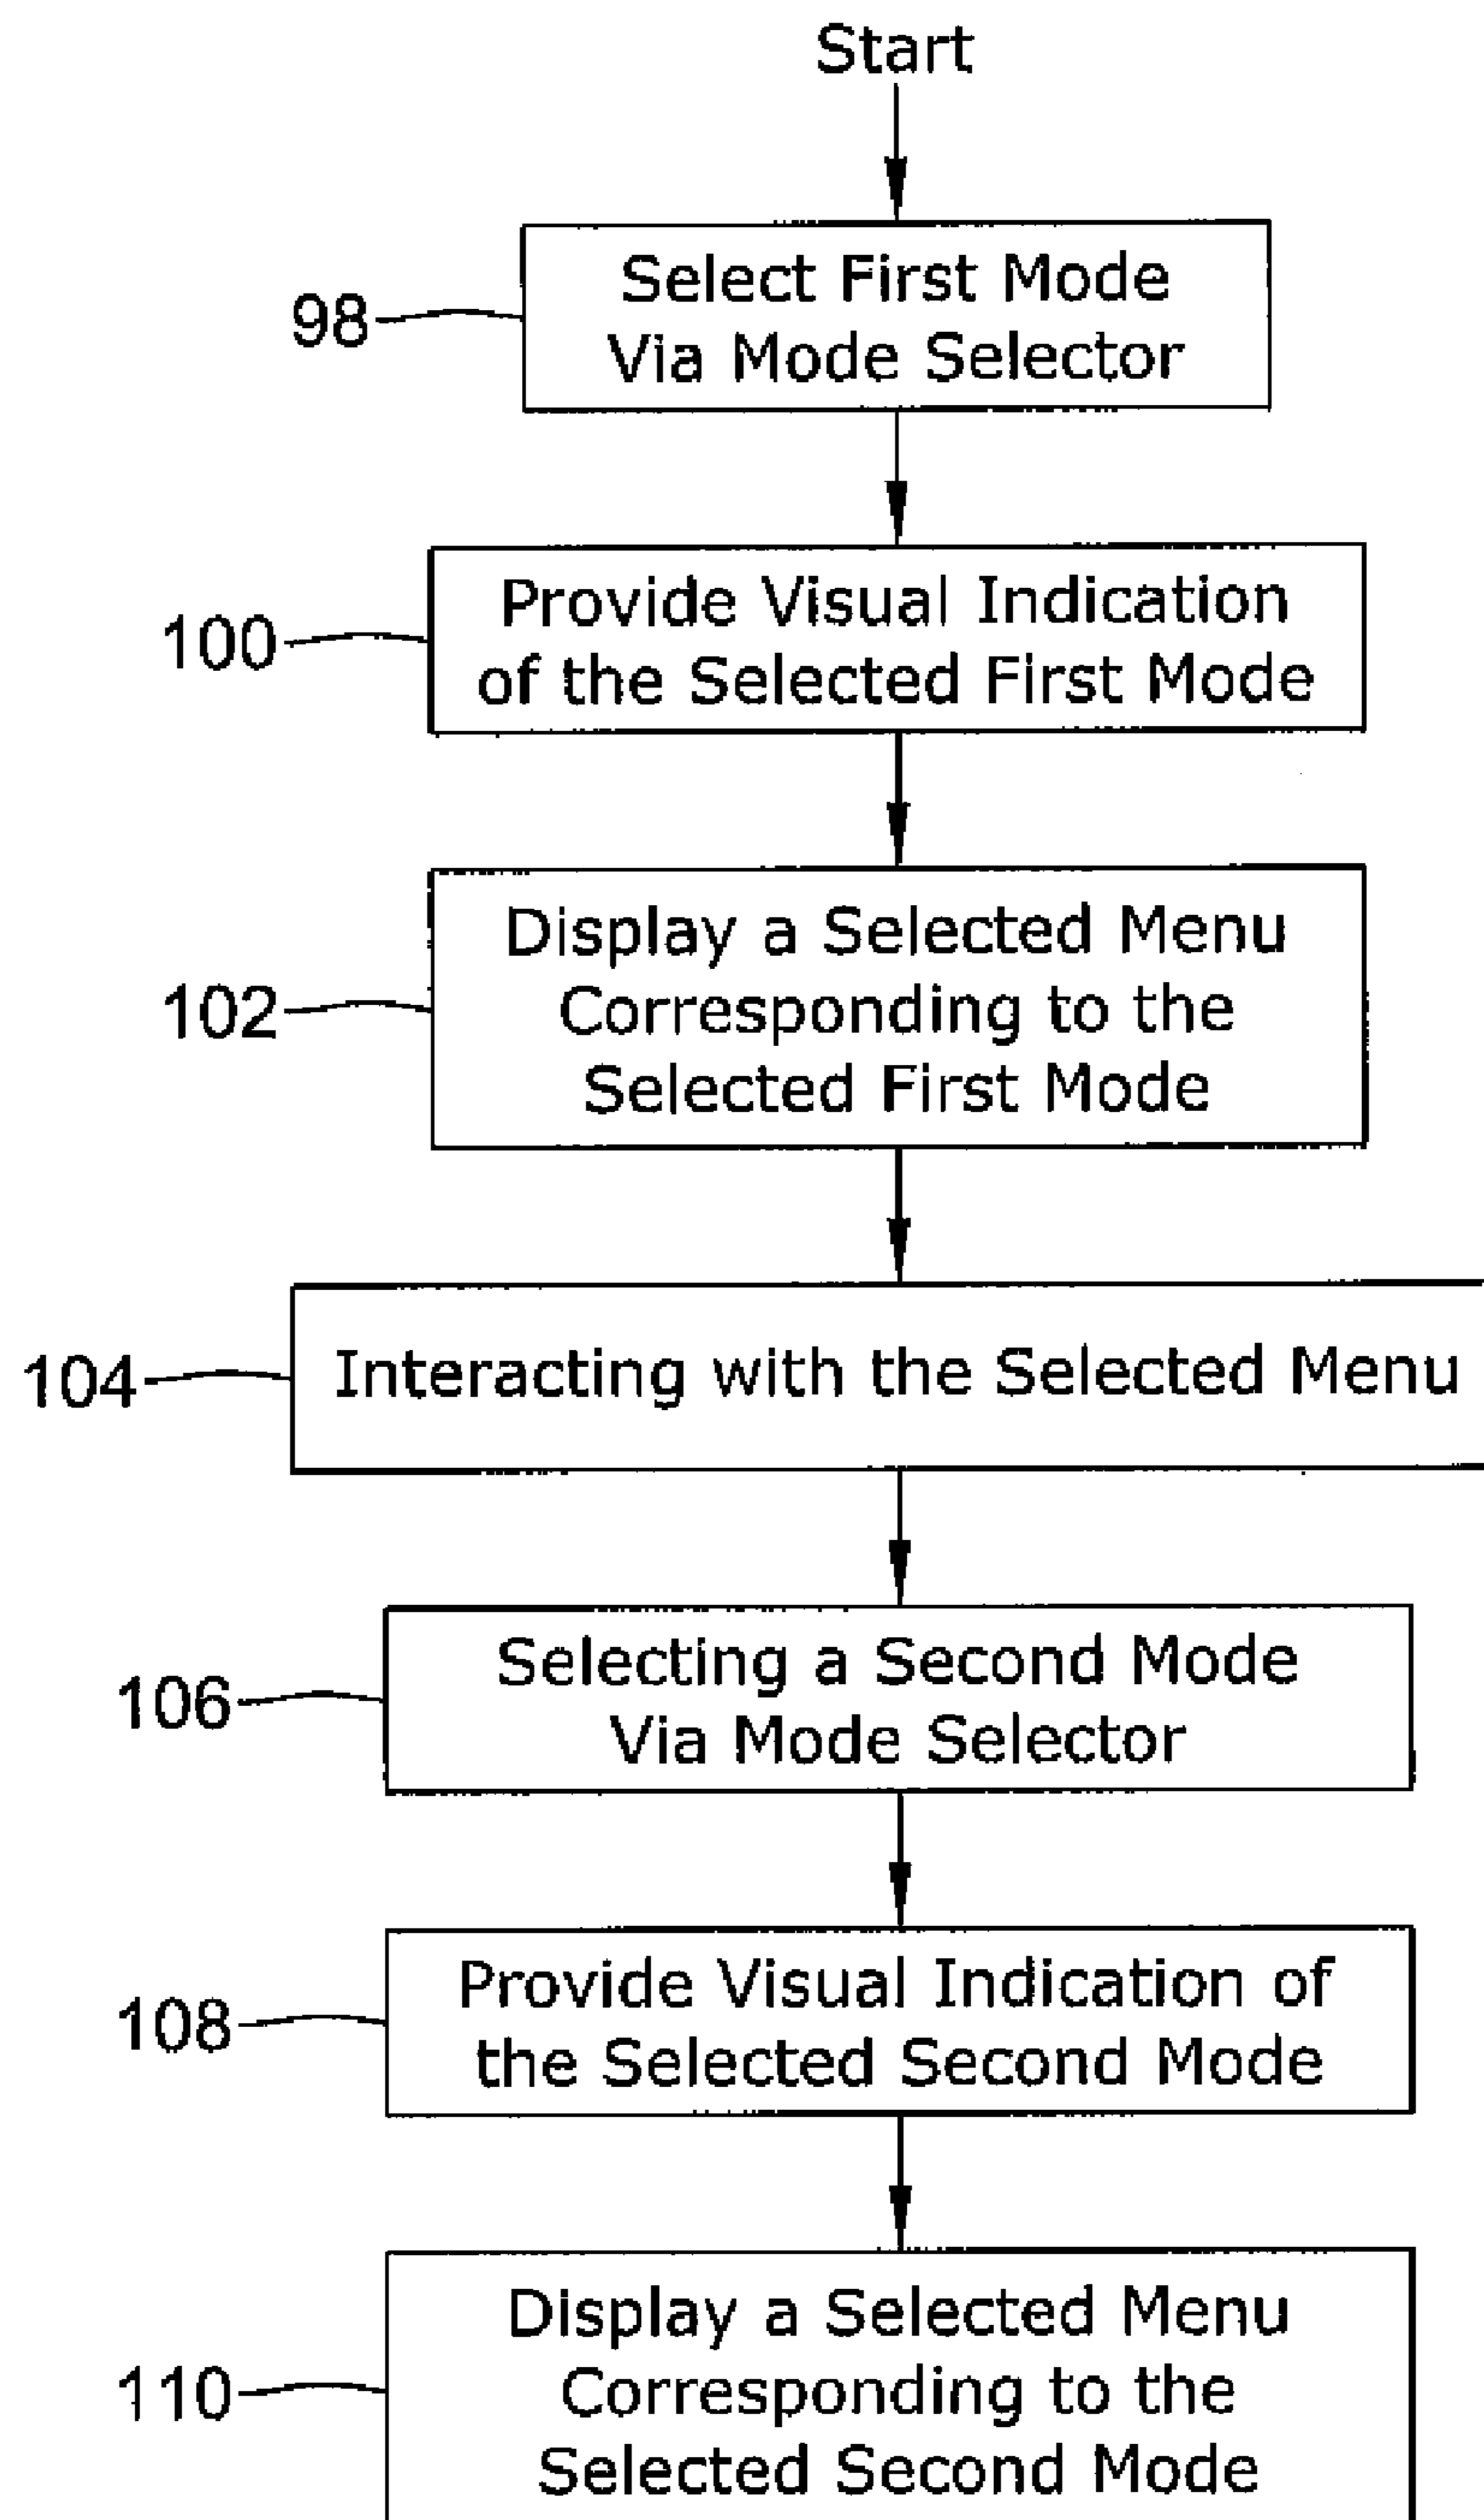 Start
98
Select First Mode
Via Mode Selector
100
Provide Visual Indication
of the Selected First Mode
102
Display a Selected Menu
Corresponding to the
Selected First Mode
104
Interacting with the Selected Menu
106
Selecting a Second Mode
Via Mode Selector
108
Provide Visual Indication of
the Selected Second Mode
110
Display a Selected Menu
Corresponding to the
Selected Second Mode